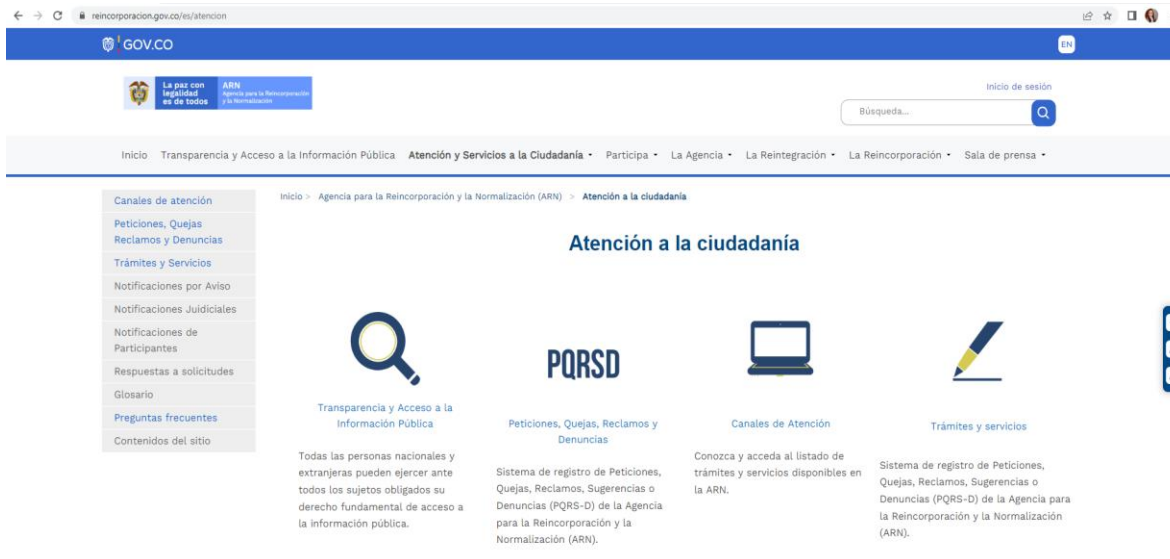 reincorporacion.gov.co/es/atencion
GOV.CO
EN
La paz con
legalidad
es de todos
ARN
Agencia para la Reincorporación
y la Normalización
Inicio de sesión
Búsqueda...
Inicio Transparencia y Acceso a la Información Pública Atención y Servicios a la Ciudadanía Participa La Agencia La Reintegración La Reincorporación Sala de prensa
Canales de atención
Peticiones, Quejas
Reclamos y Denuncias
Trámites y Servicios
Notificaciones por Aviso
Notificaciones Juidiciales
Notificaciones de
Participantes
Respuestas a solicitudes
Glosario
Preguntas frecuentes
Contenidos del sitio
Inicio > Agencia para la Reincorporación y la Normalización (ARN) > Atención a la ciudadanía
Atención a la ciudadanía
Transparencia y Acceso a la
Información Pública
Todas las personas nacionales y
extranjeras pueden ejercer ante
todos los sujetos obligados su
derecho fundamental de acceso a
la información pública.
PQRSD
Peticiones, Quejas, Reclamos y
Denuncias
Sistema de registro de Peticiones,
Quejas, Reclamos, Sugerencias o
Denuncias (PQRS-D) de la Agencia
para la Reincorporación y la
Normalización (ARN).
Canales de Atención
Conozca y acceda al listado de
trámites y servicios disponibles en
la ARN.
Trámites y servicios
Sistema de registro de Peticiones,
Quejas, Reclamos, Sugerencias o
Denuncias (PQRS-D) de la Agencia para
la Reincorporación y la Normalización
(ARN).